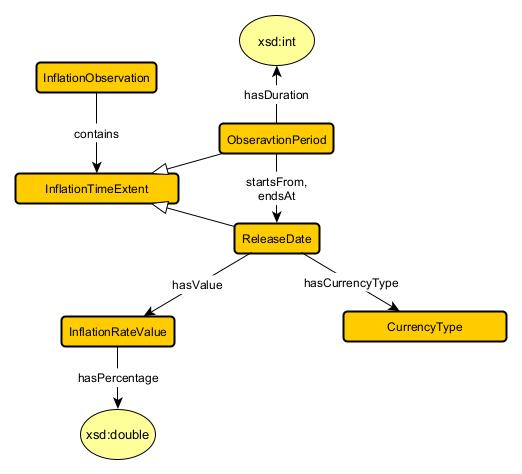 xsd:int
InflationObservation
hasDuration
contains
ObseravtionPeriod
InflationTimeExtent
startsFrom,
endsAt
ReleaseDate
hasValue
hasCurrencyType
InflationRateValue
CurrencyType
hasPercentage
xsd:double